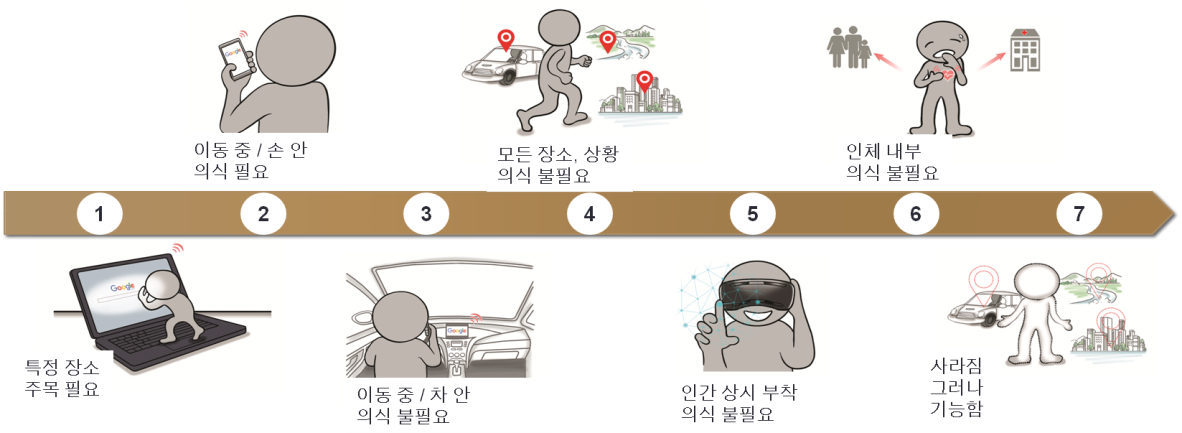 Google
이동 중 / 손 안
의식 필요
모든 장소, 상황
의식 불필요
인체 내부
의식 불필요
1
2
3
4
5
6
7
Google
특정 장소
주목 필요
Google
이동 중 / 차 안
의식 불필요
인간 상시 부착
의식 불필요
사라짐
그러나
기능함